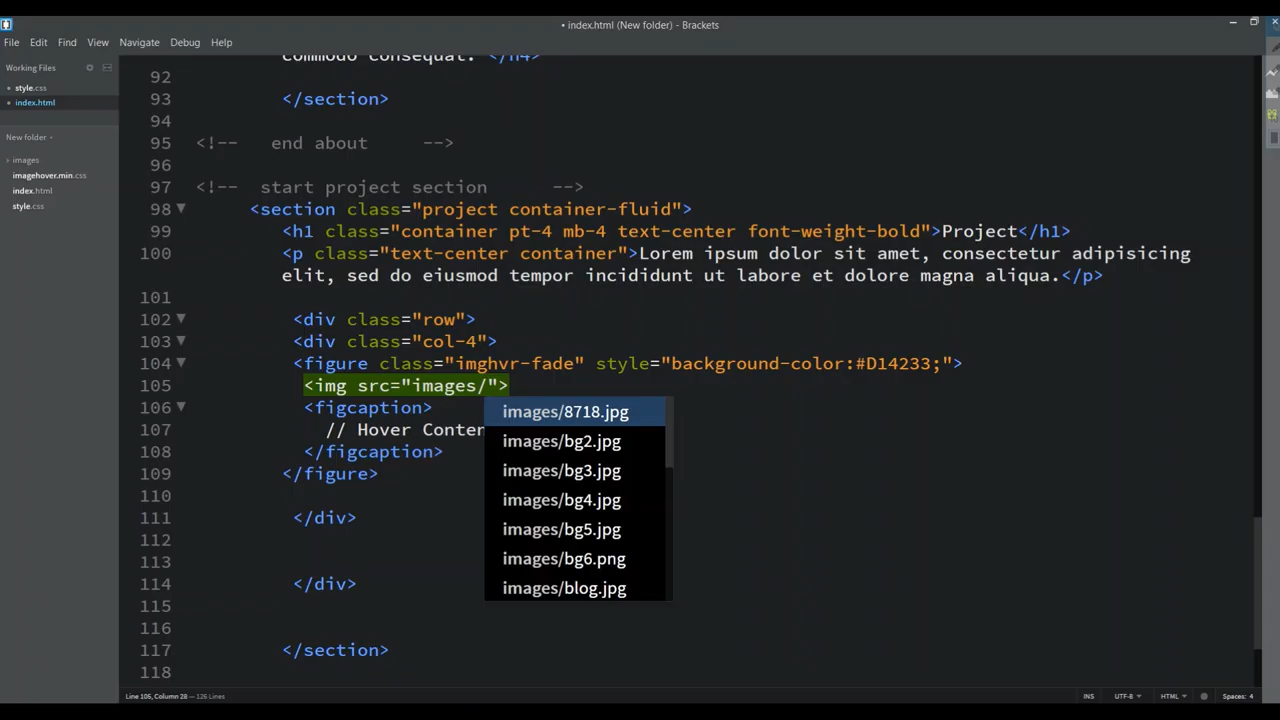 • index.html (New folder) - Brackets
File Edit Find View Navigate Debug Help
Working Files
• style.css
• index.html
New folder
images
imagehover.min.css
index.html
style.css
commodo consequat. </h4>
92
93 </section>
94
95 <!-- end about -->
96
97 <!-- start project section -->
98 <section class="project container-fluid">
99 <h1 class="container pt-4 mb-4 text-center font-weight-bold">Project</h1>
100 <p class="text-center container">Lorem ipsum dolor sit amet, consectetur adipisicing
elit, sed do eiusmod tempor incididunt ut labore et dolore magna aliqua.</p>
101
102 <div class="row">
103 <div class="col-4">
104 <figure class="imghvr-fade" style="background-color:#D14233;">
105 <img src="images/">
106 <figcaption>
107 // Hover Conten
108 </figcaption>
109 </figure>
110
111 </div>
112
113
114 </div>
115
116
117 </section>
118
images/8718.jpg
images/bg2.jpg
images/bg3.jpg
images/bg4.jpg
images/bg5.jpg
images/bg6.png
images/blog.jpg
Line 105, Column 28 — 126 Lines
INS UTF-8 HTML Spaces: 4